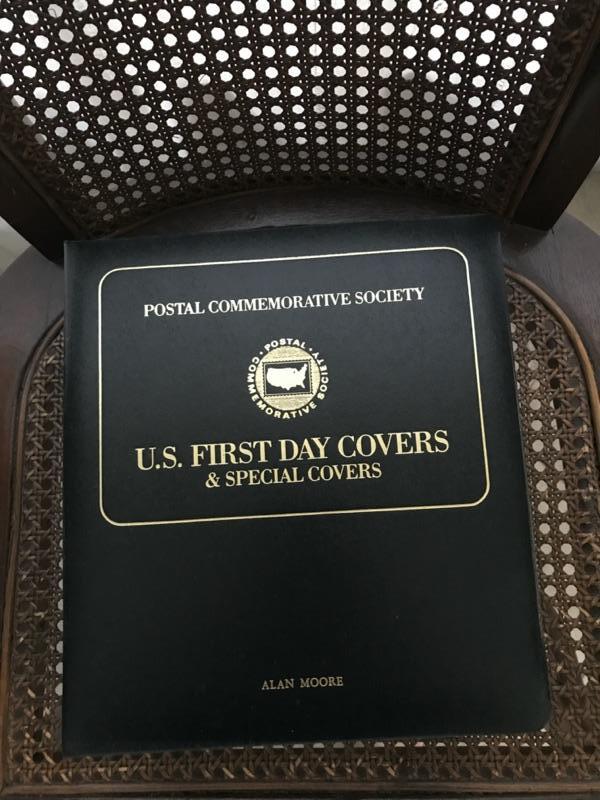 POSTAL COMMEMORATIVE SOCIETY
• POSTAL •
COMMEMORATIVE SOCIETY
U.S. FIRST DAY COVERS
& SPECIAL COVERS
ALAN MOORE